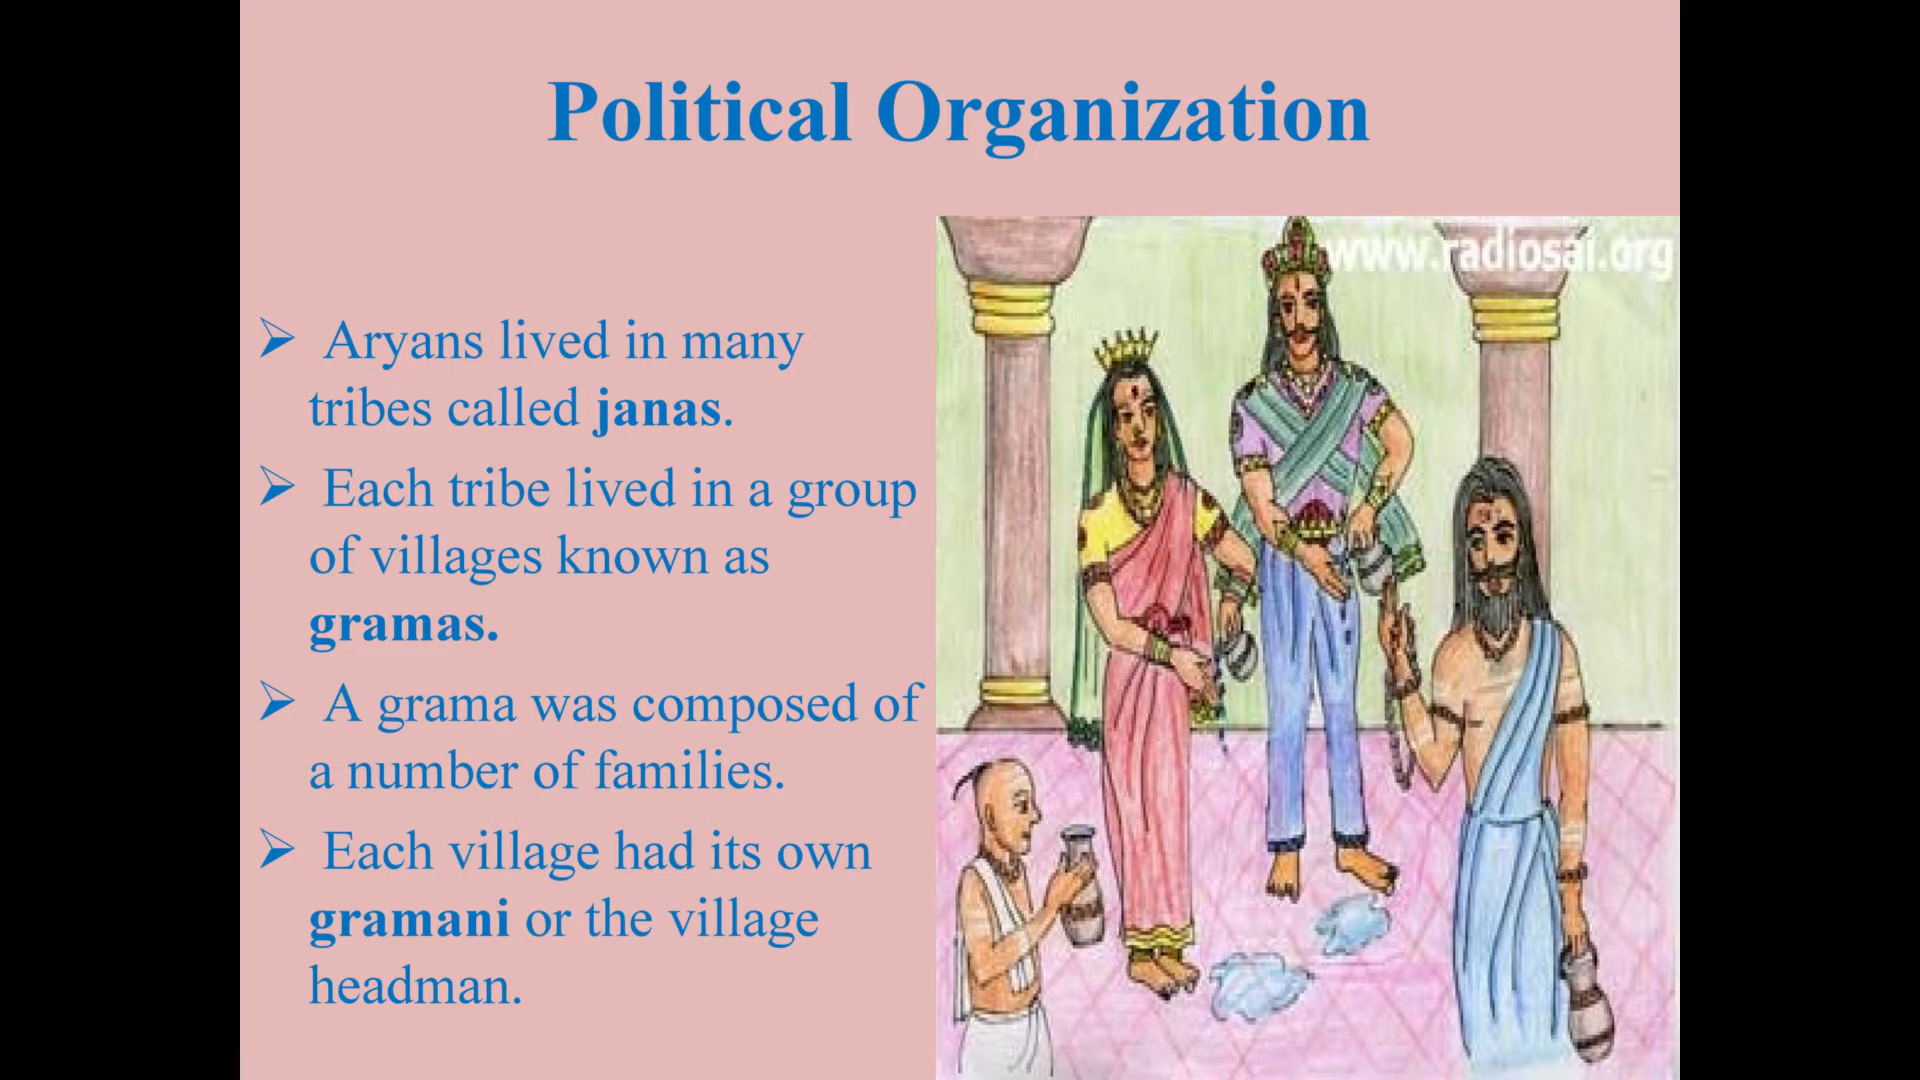 Political Organization
www.radiosai.org
➢ Aryans lived in many
tribes called janas.
➢ Each tribe lived in a group
of villages known as
gramas.
➢ A grama was composed of
a number of families.
➢ Each village had its own
gramani or the village
headman.